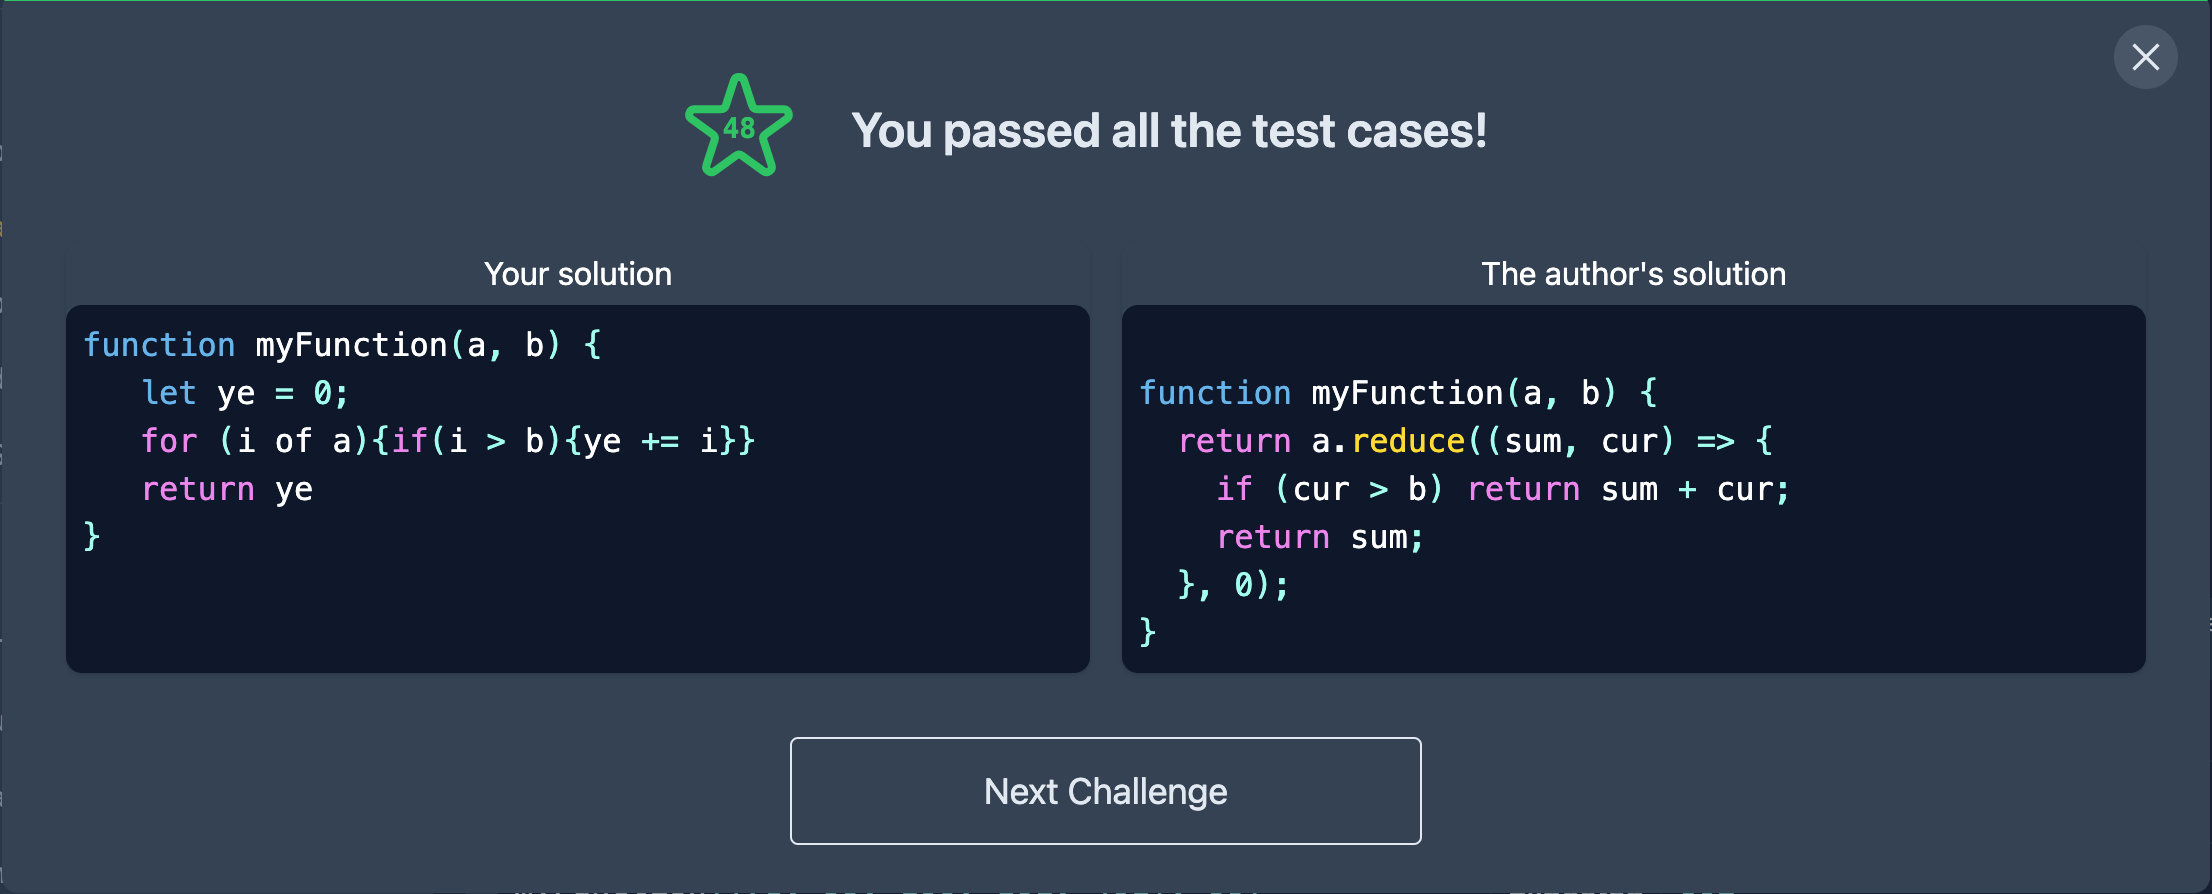 48
You passed all the test cases!
Your solution
function myFunction(a, b) {
   let ye = 0;
   for (i of a){if(i > b){ye += i}}
   return ye
}
The author's solution
function myFunction(a, b) {
  return a.reduce((sum, cur) => {
    if (cur > b) return sum + cur;
    return sum;
  }, 0);
}
Next Challenge